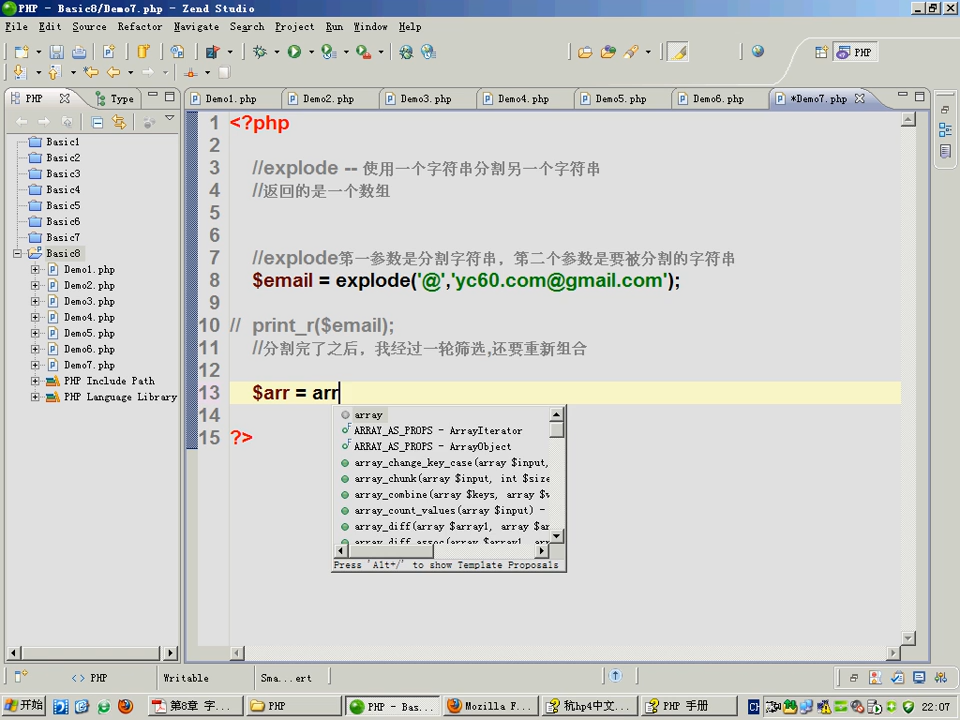 PHP - Basic8/Demo7.php - Zend Studio
File Edit Source Refactor Navigate Search Project Run Window Help
PHP
PHP Type
Demo1.php Demo2.php Demo3.php Demo4.php Demo5.php Demo6.php *Demo7.php
Basic1
Basic2
Basic3
Basic4
Basic5
Basic6
Basic7
Basic8
Demo1.php
Demo2.php
Demo3.php
Demo4.php
Demo5.php
Demo6.php
Demo7.php
PHP Include Path
PHP Language Library
1 <?php
2
3 //explode -- 使用一个字符串分割另一个字符串
4 //返回的是一个数组
5
6
7 //explode第一参数是分割字符串，第二个参数是要被分割的字符串
8 $email = explode('@','yc60.com@gmail.com');
9
10 // print_r($email);
11 //分割完了之后，我经过一轮筛选,还要重新组合
12
13 $arr = arr
14
15 ?>
array
ARRAY_AS_PROPS - ArrayIterator
ARRAY_AS_PROPS - ArrayObject
array_change_key_case(array $input,
array_chunk(array $input, int $size
array_combine(array $keys, array $v
array_count_values(array $input) -
array_diff(array $array1, array $ar
array_diff_assoc(array $array1, arr
Press 'Alt+/' to show Template Proposals
PHP Writable Sma...ert
开始 第8章 字... PHP PHP - Bas... Mozilla F... 杭hp4中文... PHP 手册 CH 22:07